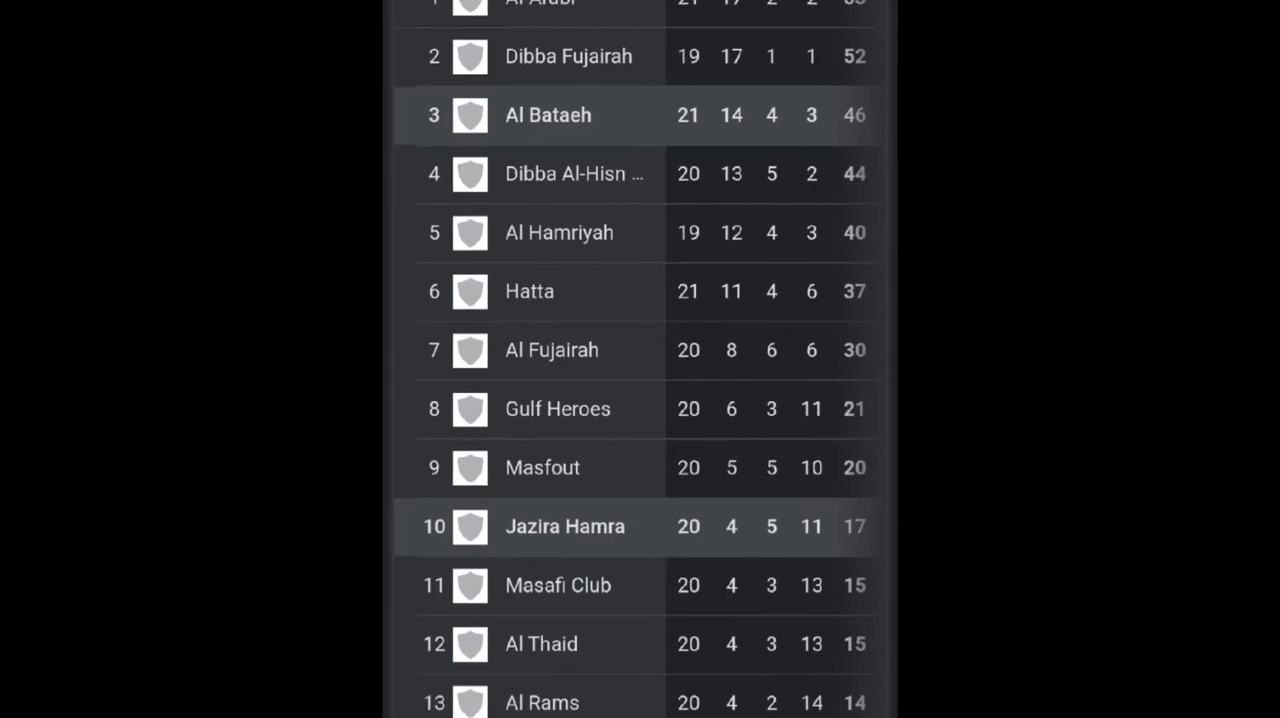 2 Dibba Fujairah 19 17 1 1 52
3 Al Bataeh 21 14 4 3 46
4 Dibba Al-Hisn ... 20 13 5 2 44
5 Al Hamriyah 19 12 4 3 40
6 Hatta 21 11 4 6 37
7 Al Fujairah 20 8 6 6 30
8 Gulf Heroes 20 6 3 11 21
9 Masfout 20 5 5 10 20
10 Jazira Hamra 20 4 5 11 17
11 Masafi Club 20 4 3 13 15
12 Al Thaid 20 4 3 13 15
13 Al Rams 20 4 2 14 14